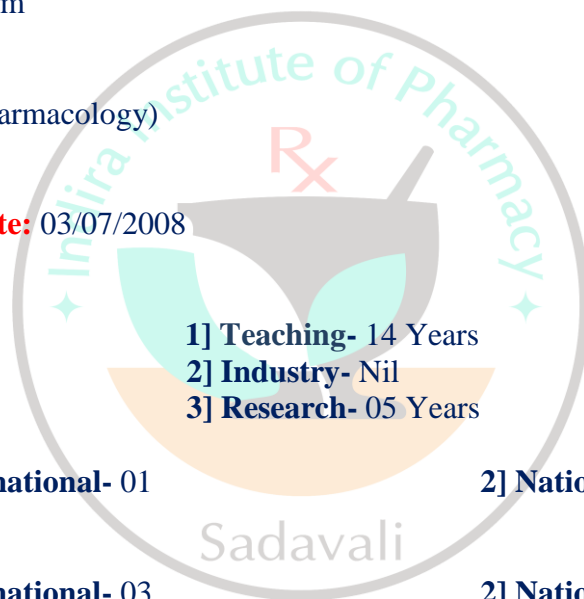 m
armacology)
Indira Institute of Pharmacy
Rx
te: 03/07/2008
1] Teaching- 14 Years
2] Industry- Nil
3] Research- 05 Years
national- 01 2] Natio
Sadavali
national- 03 2] Natio